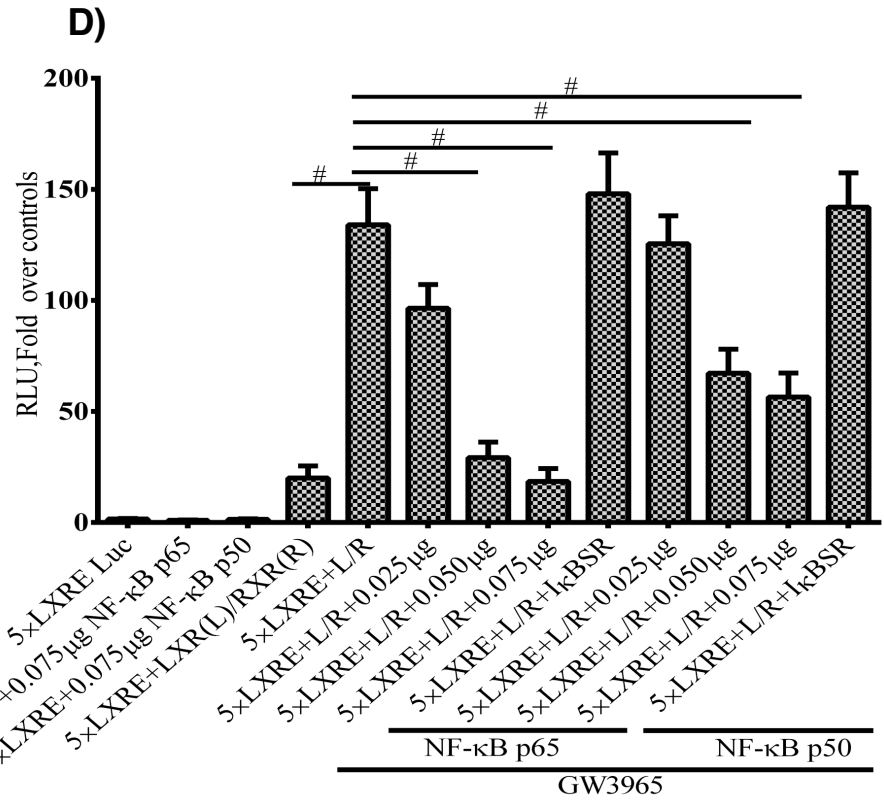 D)
RLU,Fold over controls
200
150
100
50
0
#
#
#
#
#
5×LXRE Luc
+0.075µg NF-κB p65
×LXRE+0.075µg NF-κB p50
5×LXRE+LXR(L)/RXR(R)
5×LXRE+L/R
5×LXRE+L/R+0.025µg
5×LXRE+L/R+0.050µg
5×LXRE+L/R+0.075µg
5×LXRE+L/R+IκBSR
5×LXRE+L/R+0.025µg
5×LXRE+L/R+0.050µg
5×LXRE+L/R+0.075µg
5×LXRE+L/R+IκBSR
NF-κB p65
NF-κB p50
GW3965